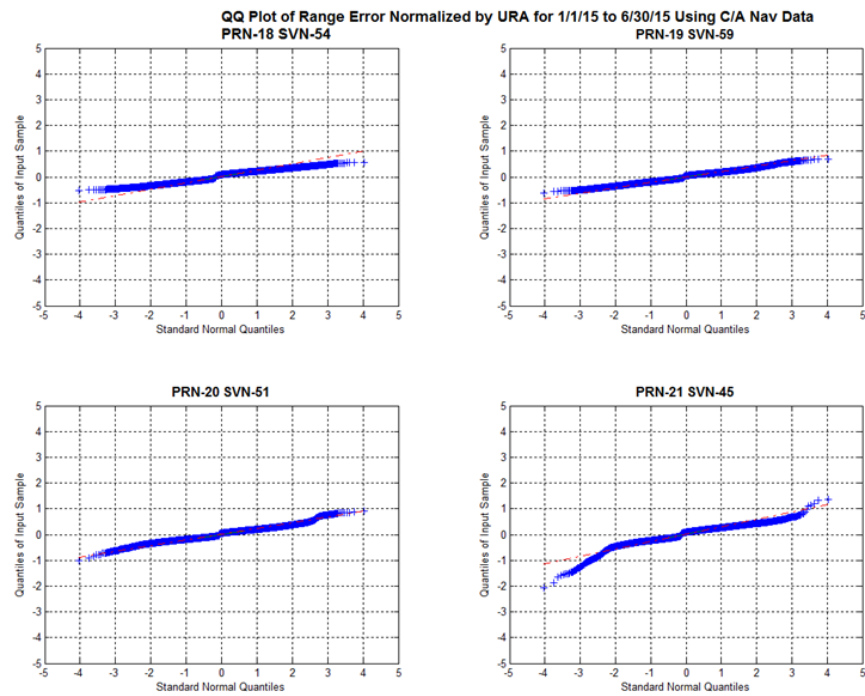 QQ Plot of Range Error Normalized by URA for 1/1/15 to 6/30/15 Using C/A Nav Data
PRN-18 SVN-54
PRN-19 SVN-59
5
4
3
2
1
0
-1
-2
-3
-4
-5
Quantiles of Input Sample
-5 -4 -3 -2 -1 0 1 2 3 4 5
Standard Normal Quantiles
5
4
3
2
1
0
-1
-2
-3
-4
-5
Quantiles of Input Sample
-5 -4 -3 -2 -1 0 1 2 3 4 5
Standard Normal Quantiles
PRN-20 SVN-51
5
4
3
2
1
0
-1
-2
-3
-4
-5
Quantiles of Input Sample
-5 -4 -3 -2 -1 0 1 2 3 4 5
Standard Normal Quantiles
PRN-21 SVN-45
5
4
3
2
1
0
-1
-2
-3
-4
-5
Quantiles of Input Sample
-5 -4 -3 -2 -1 0 1 2 3 4 5
Standard Normal Quantiles